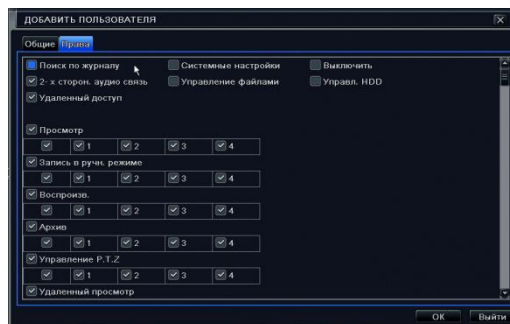 ДОБАВИТЬ ПОЛЬЗОВАТЕЛЯ
Общие Права
Поиск по журналу Системные настройки Выключить
2- х сторон. аудио связь Управление файлами Управл. HDD
Удаленный доступ
Просмотр
1 2 3 4
Запись в ручн. режиме
1 2 3 4
Воспроизв.
1 2 3 4
Архив
1 2 3 4
Управление P.T.Z
1 2 3 4
Удаленный просмотр
OK Выйти